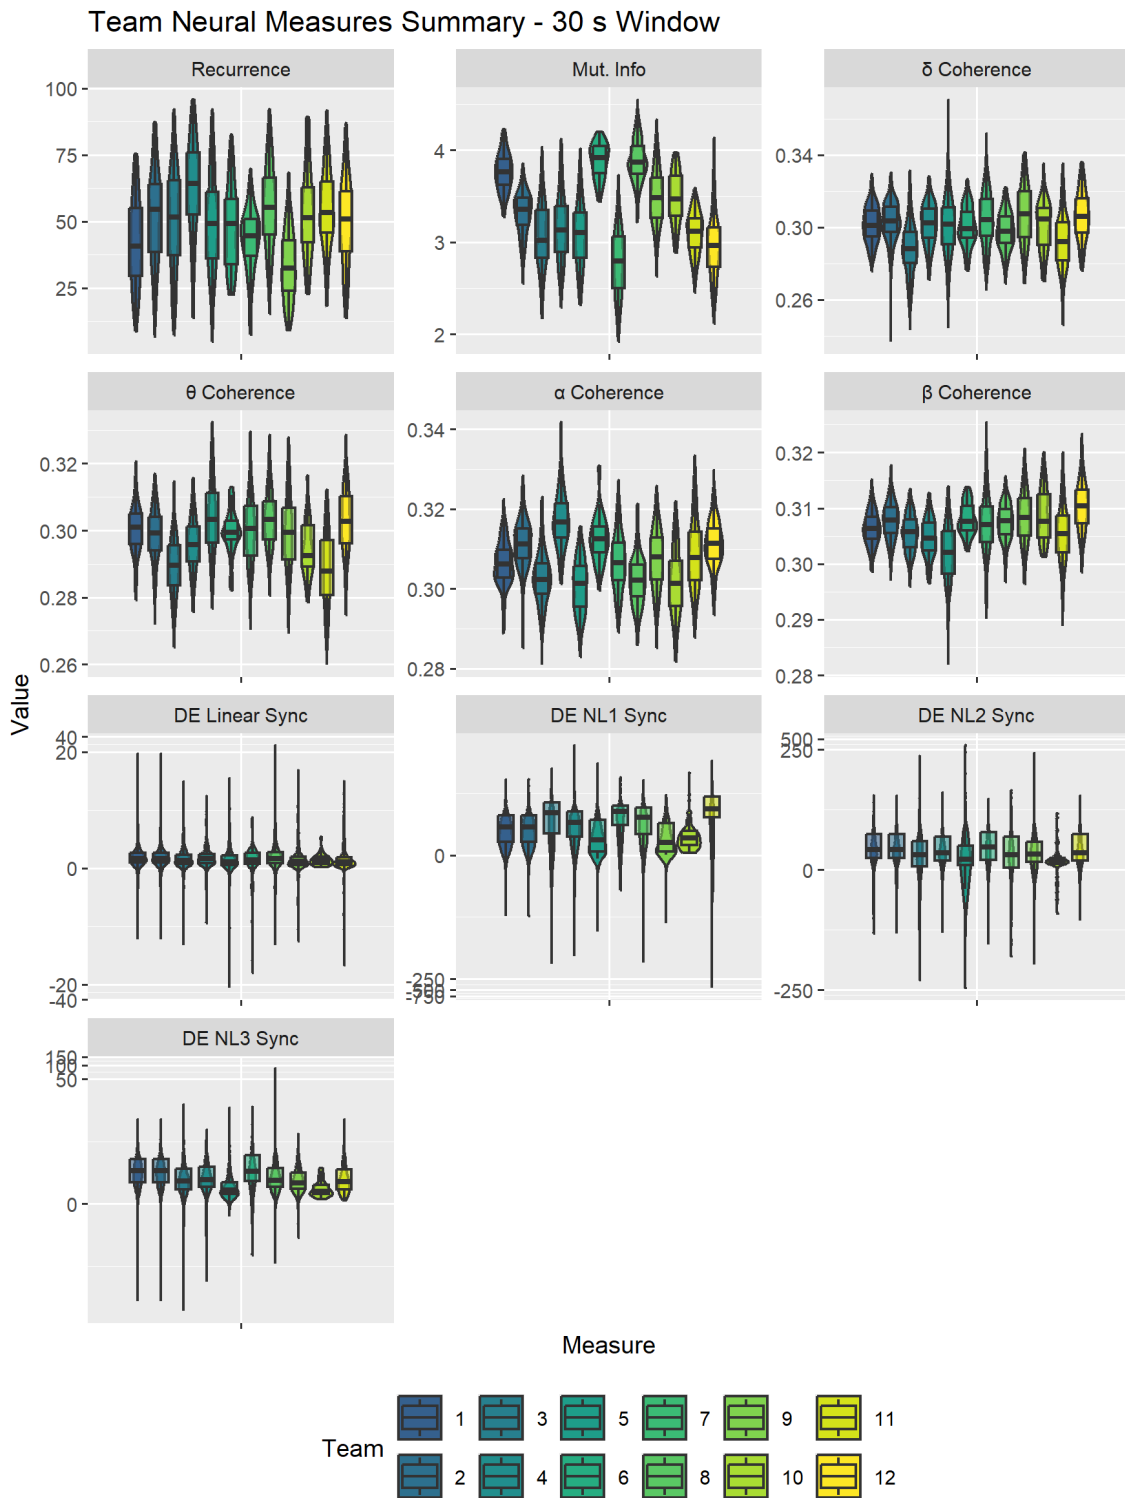 Team Neural Measures Summary - 30 s Window
Recurrence
Mut. Info
δ Coherence
100
75
50
25
4
3
2
0.34
0.30
0.26
θ Coherence
α Coherence
β Coherence
0.32
0.30
0.28
0.26
0.34
0.32
0.30
0.28
0.32
0.31
0.30
0.29
0.28
Value
DE Linear Sync
DE NL1 Sync
DE NL2 Sync
40
20
0
-20
-40
0
-250
-500
-750
500
250
0
-250
DE NL3 Sync
150
100
50
0
Measure
Team
1 3 5 7 9 11
2 4 6 8 10 12